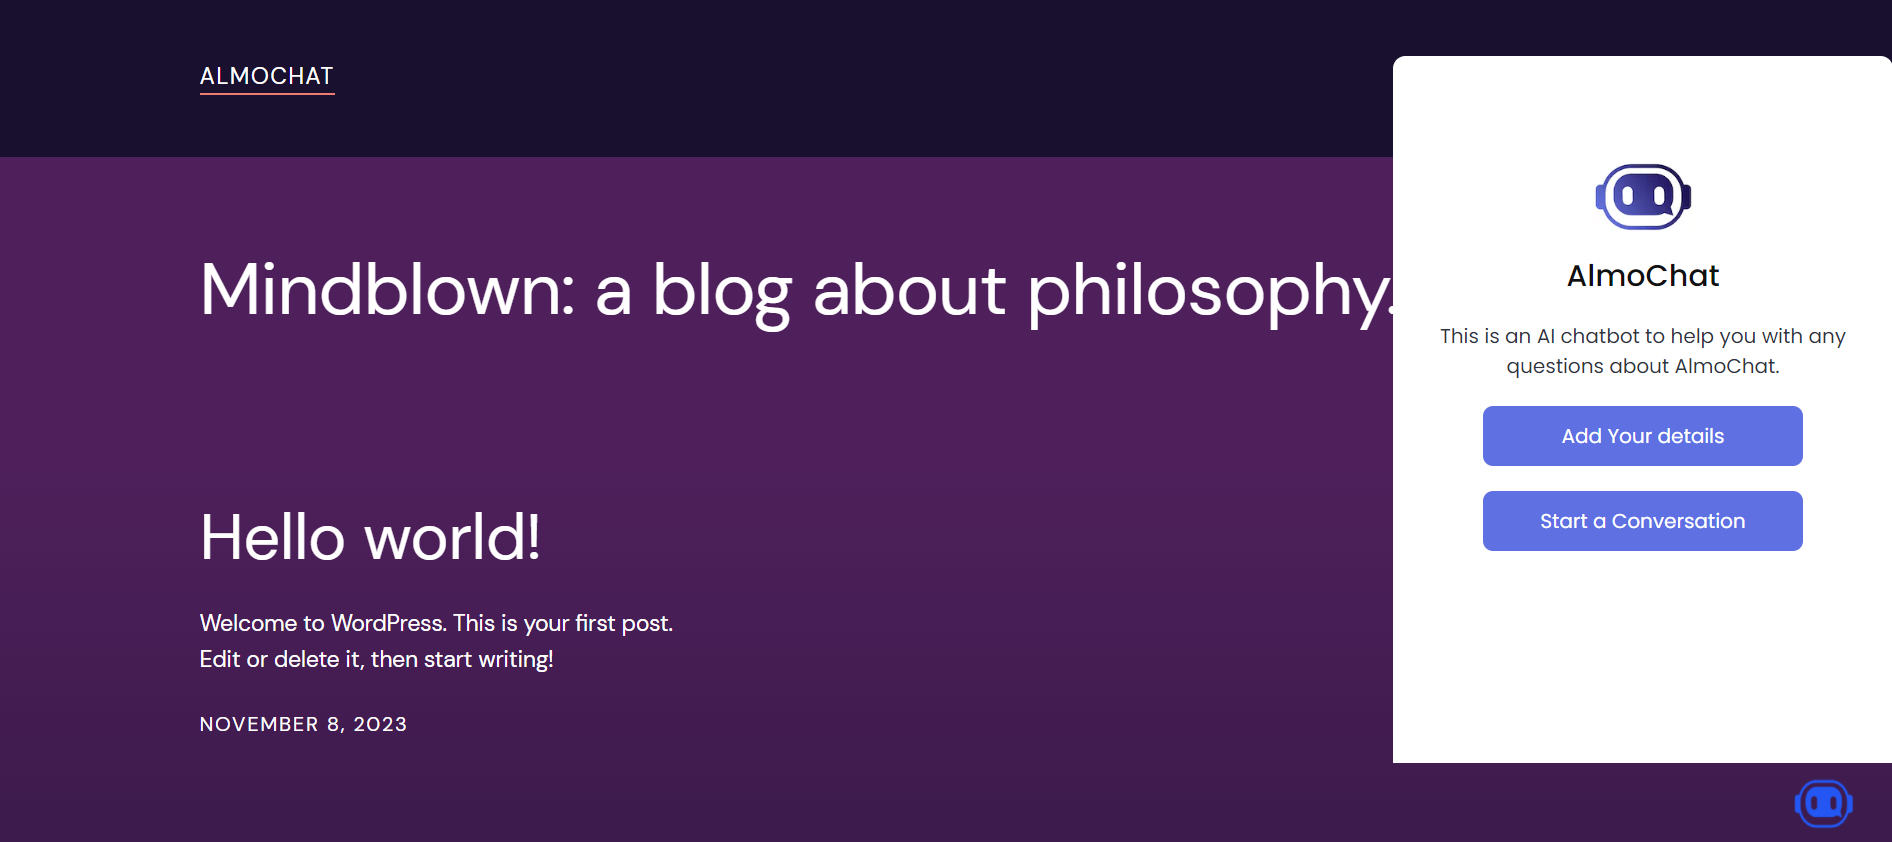 ALMOCHAT
Mindblown: a blog about philosophy.
Hello world!
Welcome to WordPress. This is your first post.
Edit or delete it, then start writing!
NOVEMBER 8, 2023
AlmoChat
This is an AI chatbot to help you with any
questions about AlmoChat.
Add Your details
Start a Conversation